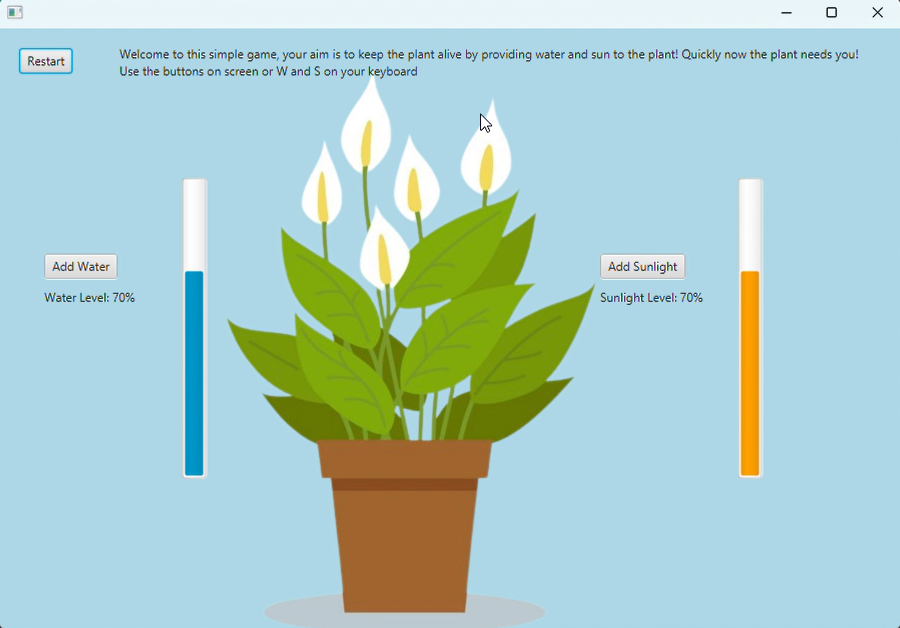 Restart
Welcome to this simple game, your aim is to keep the plant alive by providing water and sun to the plant! Quickly now the plant needs you!
Use the buttons on screen or W and S on your keyboard
Add Water
Water Level: 70%
Add Sunlight
Sunlight Level: 70%